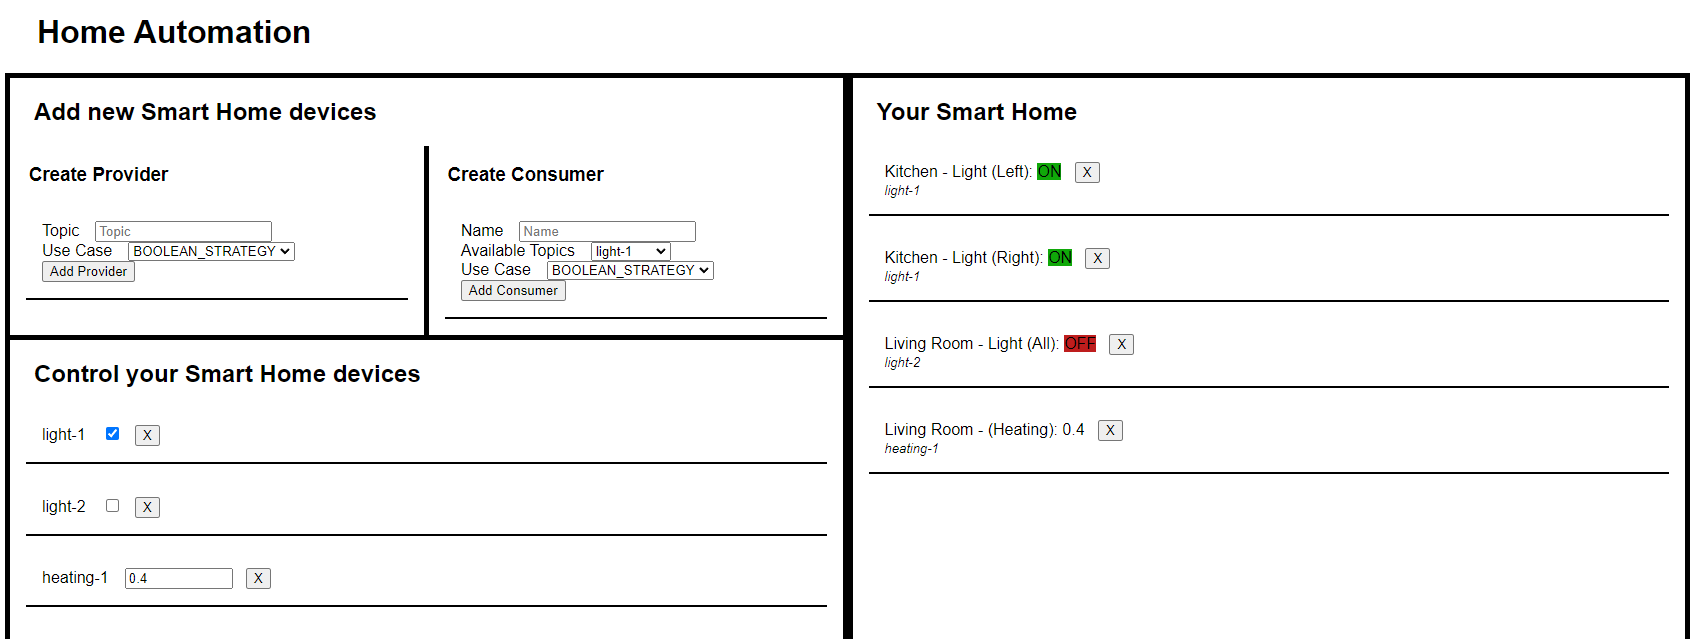 Home Automation
Add new Smart Home devices
Create Provider
Topic Topic
Use Case BOOLEAN_STRATEGY
Add Provider
Create Consumer
Name Name
Available Topics light-1
Use Case BOOLEAN_STRATEGY
Add Consumer
Control your Smart Home devices
light-1 X
light-2 X
heating-1 0.4 X
Your Smart Home
Kitchen - Light (Left): ON X
light-1
Kitchen - Light (Right): ON X
light-1
Living Room - Light (All): OFF X
light-2
Living Room - (Heating): 0.4 X
heating-1